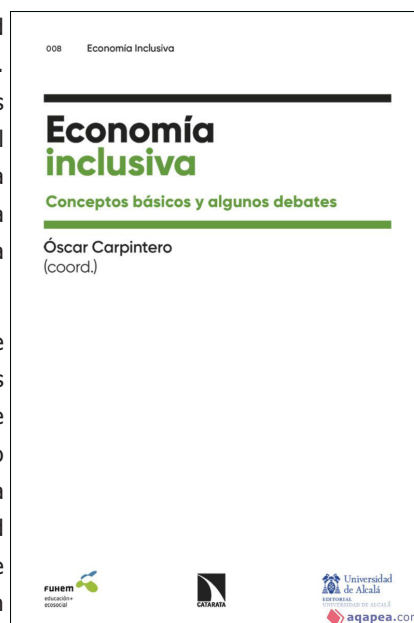 008 Economía Inclusiva
Economía
inclusiva
Conceptos básicos y algunos debates
Óscar Carpintero
(coord.)
FUHEM
educación+
ecosocial
CATARATA
Universidad
de Alcalá
EDITORIAL
UNIVERSIDAD DE ALCALÁ
agapea.com